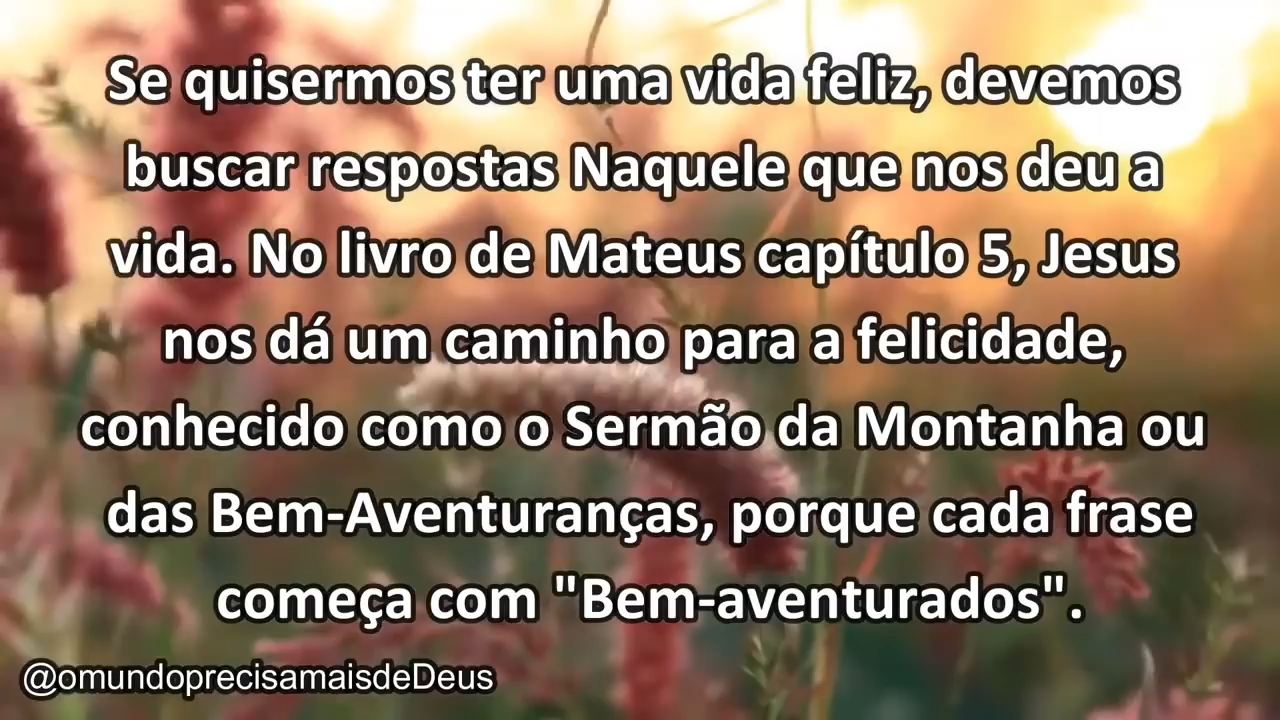 Se quisermos ter uma vida feliz, devemos
buscar respostas Naquele que nos deu a
vida. No livro de Mateus capítulo 5, Jesus
nos dá um caminho para a felicidade,
conhecido como o Sermão da Montanha ou
das Bem-Aventuranças, porque cada frase
começa com "Bem-aventurados".
@omundoprecisamaisdeDeus